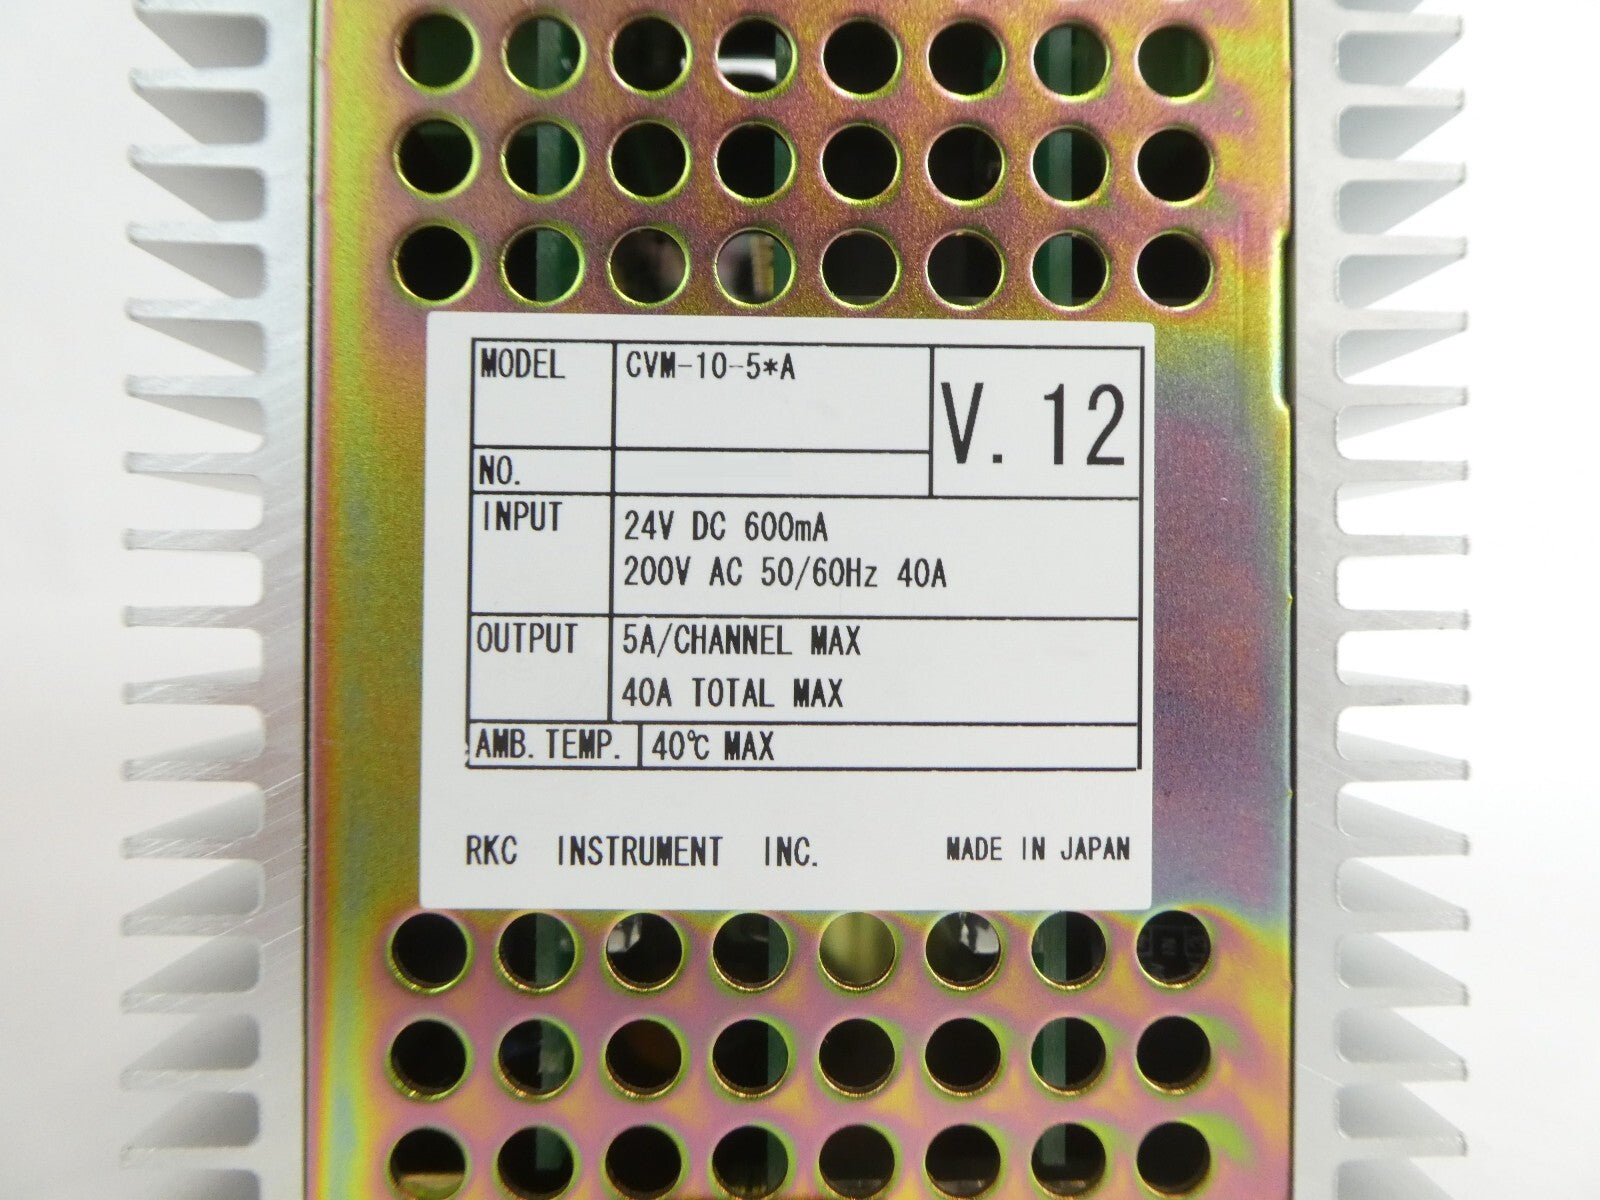 MODEL CVM-10-5*A
V. 12
NO.
INPUT 24V DC 600mA
200V AC 50/60Hz 40A
OUTPUT 5A/CHANNEL MAX
40A TOTAL MAX
AMB. TEMP. 40℃ MAX
RKC INSTRUMENT INC. MADE IN JAPAN